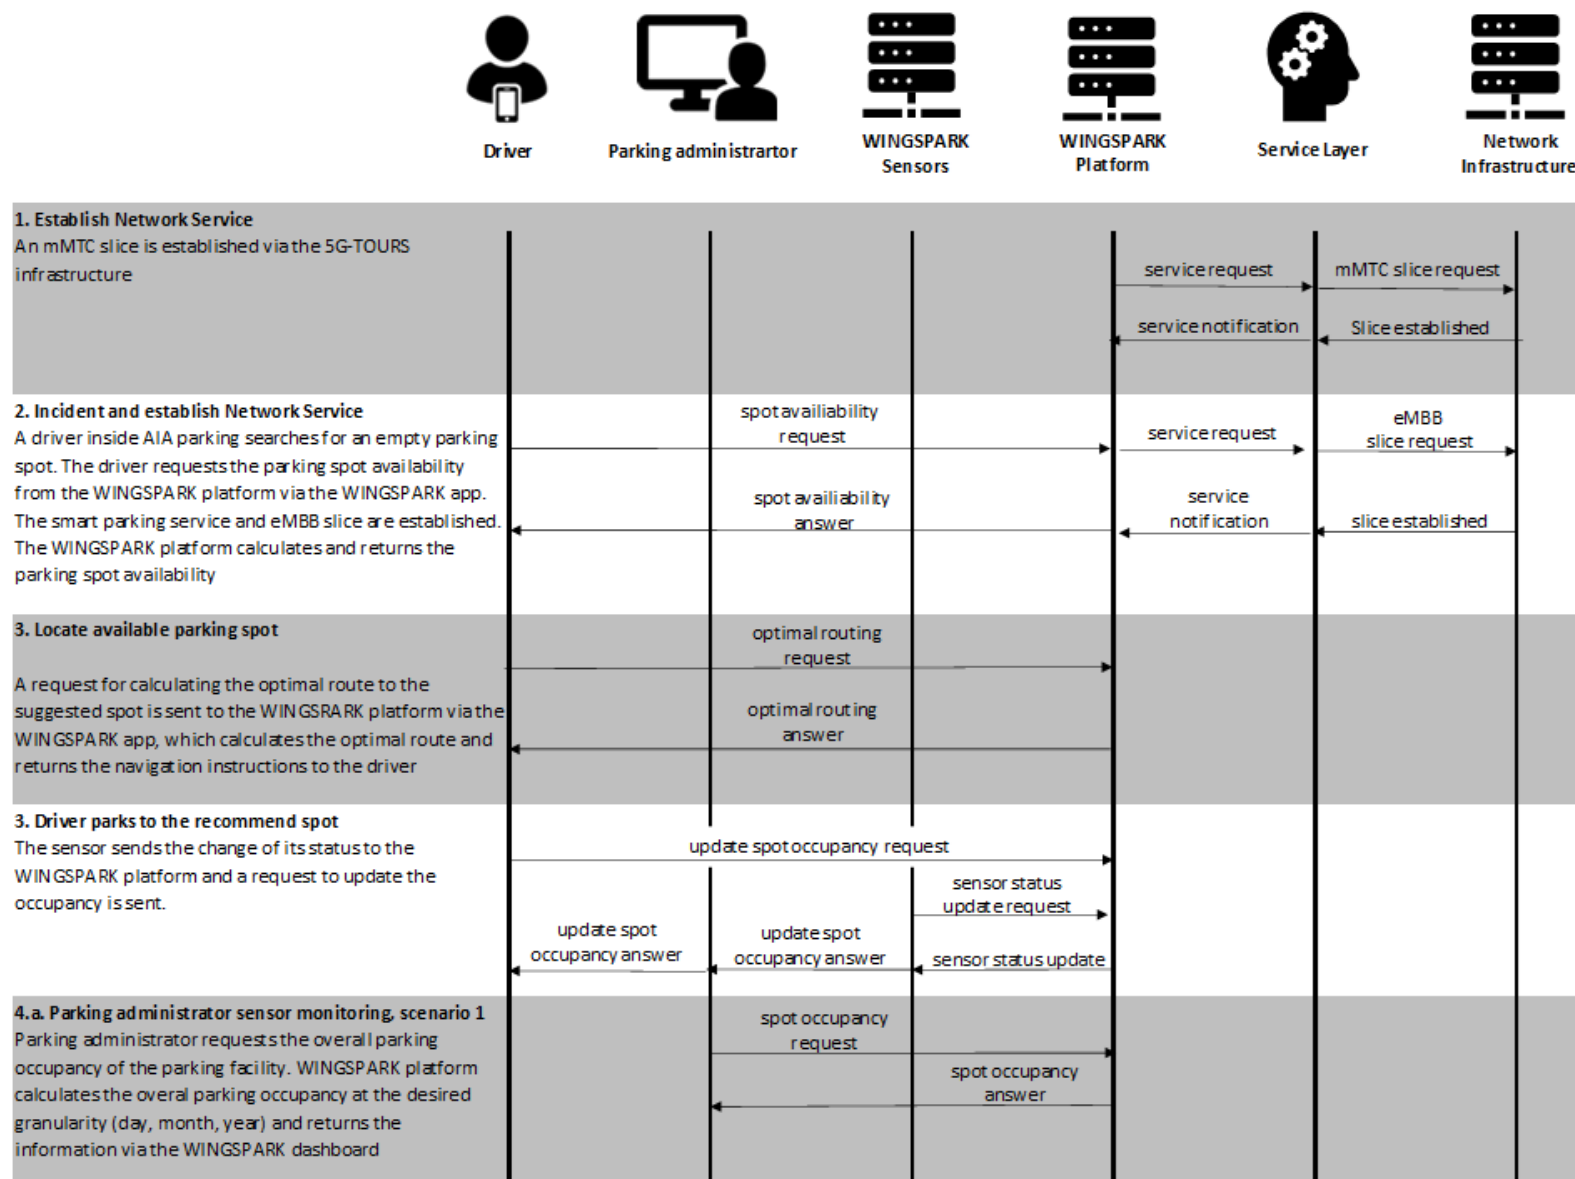 Driver
Parking administrartor
WINGSPARK
Sensors
WINGSPARK
Platform
Service Layer
Network
Infrastructure
1. Establish Network Service
An mMTC slice is established via the 5G-TOURS
infrastructure
service request
mMTC slice request
service notification
Slice established
2. Incident and establish Network Service
A driver inside AIA parking searches for an empty parking
spot. The driver requests the parking spot availability
from the WINGSPARK platform via the WINGSPARK app.
The smart parking service and eMBB slice are established.
The WINGSPARK platform calculates and returns the
parking spot availability
spot availiability
request
service request
eMBB
slice request
spot availiability
answer
service
notification
slice established
3. Locate available parking spot
A request for calculating the optimal route to the
suggested spot is sent to the WINGSRARK platform via the
WINGSPARK app, which calculates the optimal route and
returns the navigation instructions to the driver
optimal routing
request
optimal routing
answer
3. Driver parks to the recommend spot
The sensor sends the change of its status to the
WINGSPARK platform and a request to update the
occupancy is sent.
update spot occupancy request
sensor status
update request
update spot
occupancy answer
update spot
occupancy answer
sensor status update
4.a. Parking administrator sensor monitoring, scenario 1
Parking administrator requests the overall parking
occupancy of the parking facility. WINGSPARK platform
calculates the overal parking occupancy at the desired
granularity (day, month, year) and returns the
information via the WINGSPARK dashboard
spot occupancy
request
spot occupancy
answer